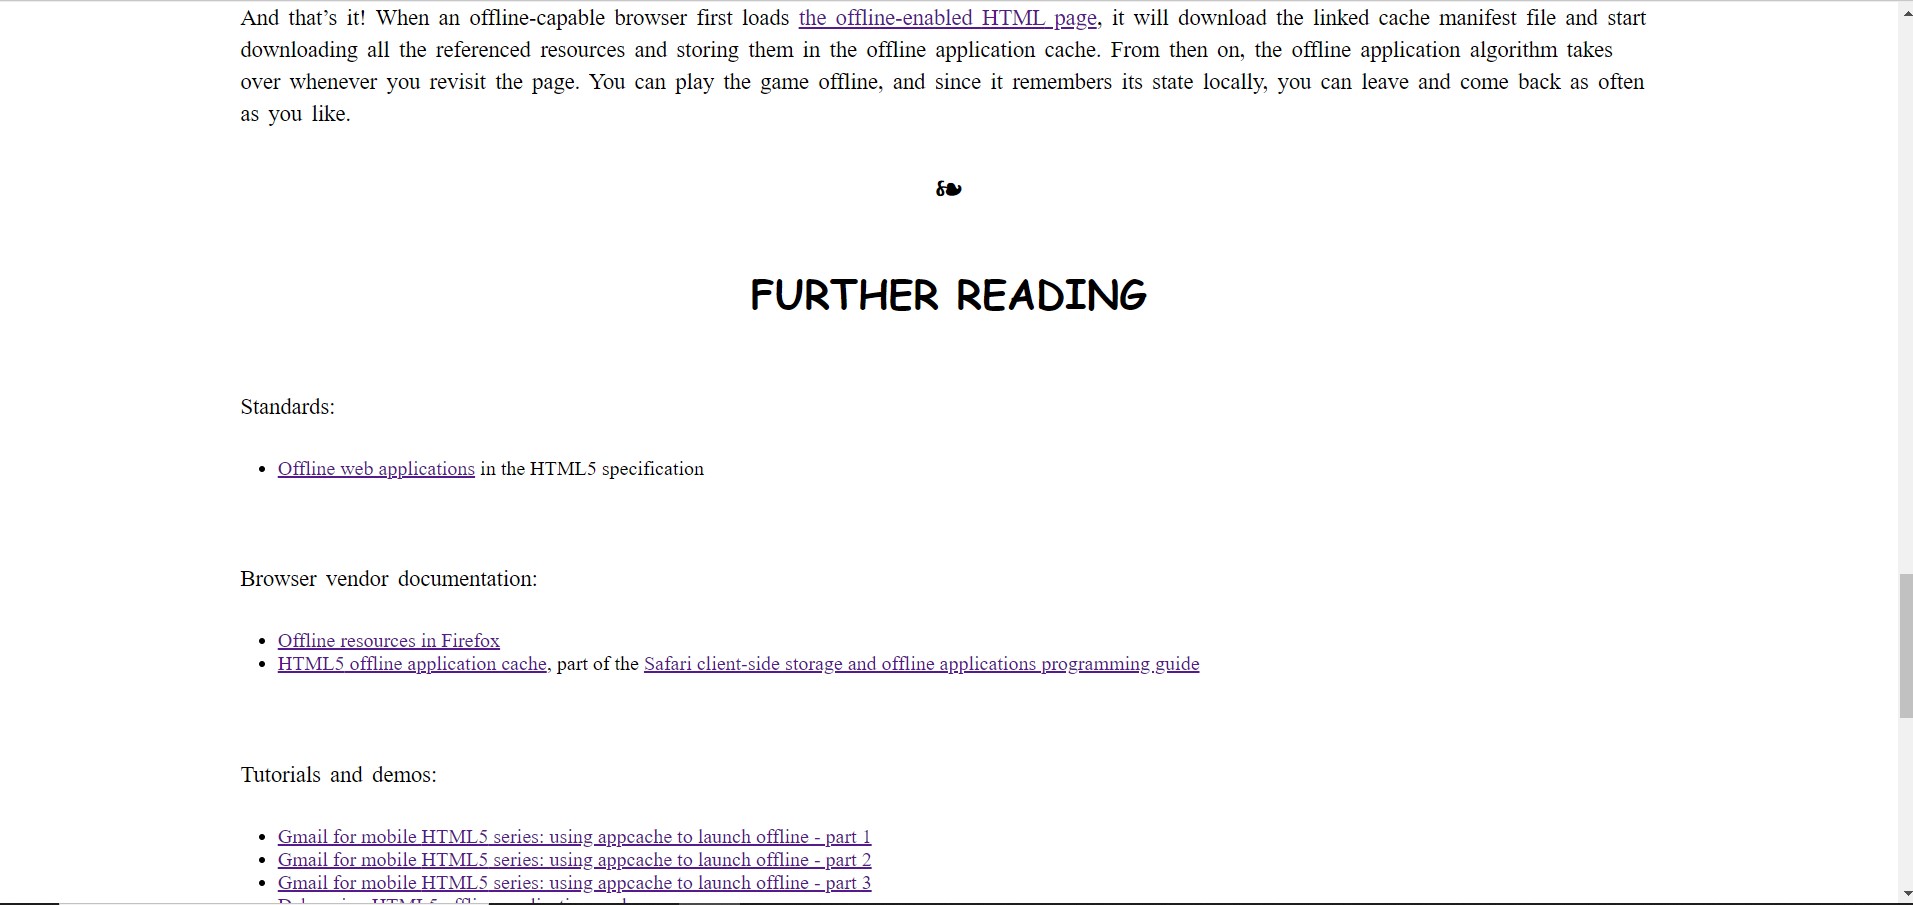 And that’s it! When an offline-capable browser first loads the offline-enabled HTML page, it will download the linked cache manifest file and start
downloading all the referenced resources and storing them in the offline application cache. From then on, the offline application algorithm takes
over whenever you revisit the page. You can play the game offline, and since it remembers its state locally, you can leave and come back as often
as you like.
❧
FURTHER READING
Standards:
• Offline web applications in the HTML5 specification
Browser vendor documentation:
• Offline resources in Firefox
• HTML5 offline application cache, part of the Safari client-side storage and offline applications programming guide
Tutorials and demos:
• Gmail for mobile HTML5 series: using appcache to launch offline - part 1
• Gmail for mobile HTML5 series: using appcache to launch offline - part 2
• Gmail for mobile HTML5 series: using appcache to launch offline - part 3